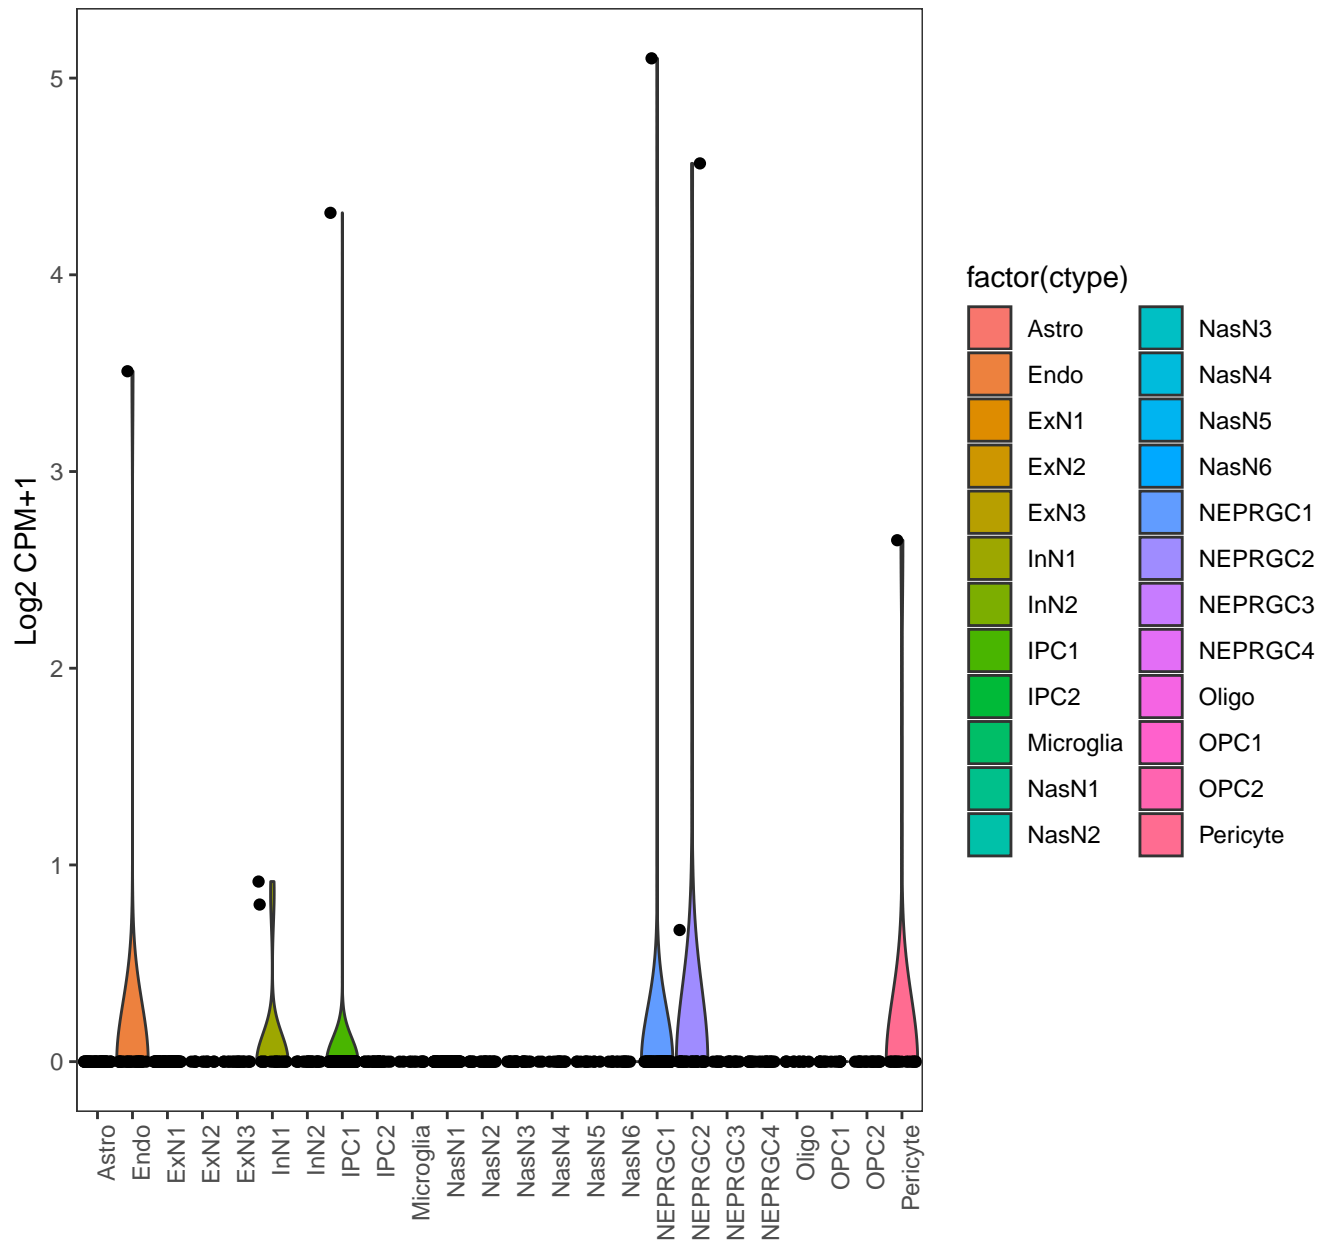 Log2 CPM+1
5
4
3
2
1
0
Astro
Endo
ExN1
ExN2
ExN3
InN1
InN2
IPC1
IPC2
Microglia
NasN1
NasN2
NasN3
NasN4
NasN5
NasN6
NEPRGC1
NEPRGC2
NEPRGC3
NEPRGC4
Oligo
OPC1
OPC2
Pericyte
factor(ctype)
Astro
Endo
ExN1
ExN2
ExN3
InN1
InN2
IPC1
IPC2
Microglia
NasN1
NasN2
NasN3
NasN4
NasN5
NasN6
NEPRGC1
NEPRGC2
NEPRGC3
NEPRGC4
Oligo
OPC1
OPC2
Pericyte